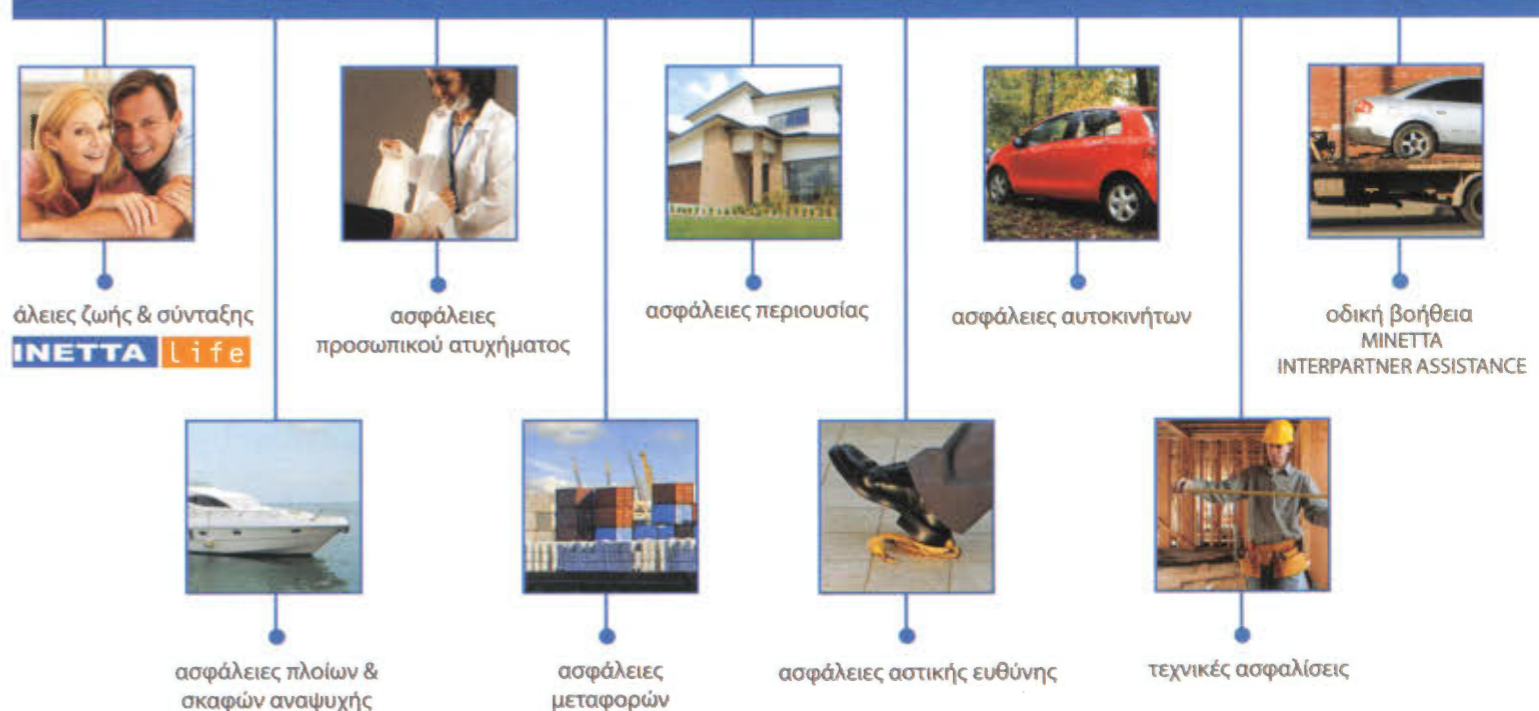 άλειες ζωής & σύνταξης
INETTA life
ασφάλειες
προσωπικού ατυχήματος
ασφάλειες περιουσίας
ασφάλειες αυτοκινήτων
οδική βοήθεια
MINETTA
INTERPARTNER ASSISTANCE
ασφάλειες πλοίων &
σκαφών αναψυχής
ασφάλειες
μεταφορών
ασφάλειες αστικής ευθύνης
τεχνικές ασφαλίσεις